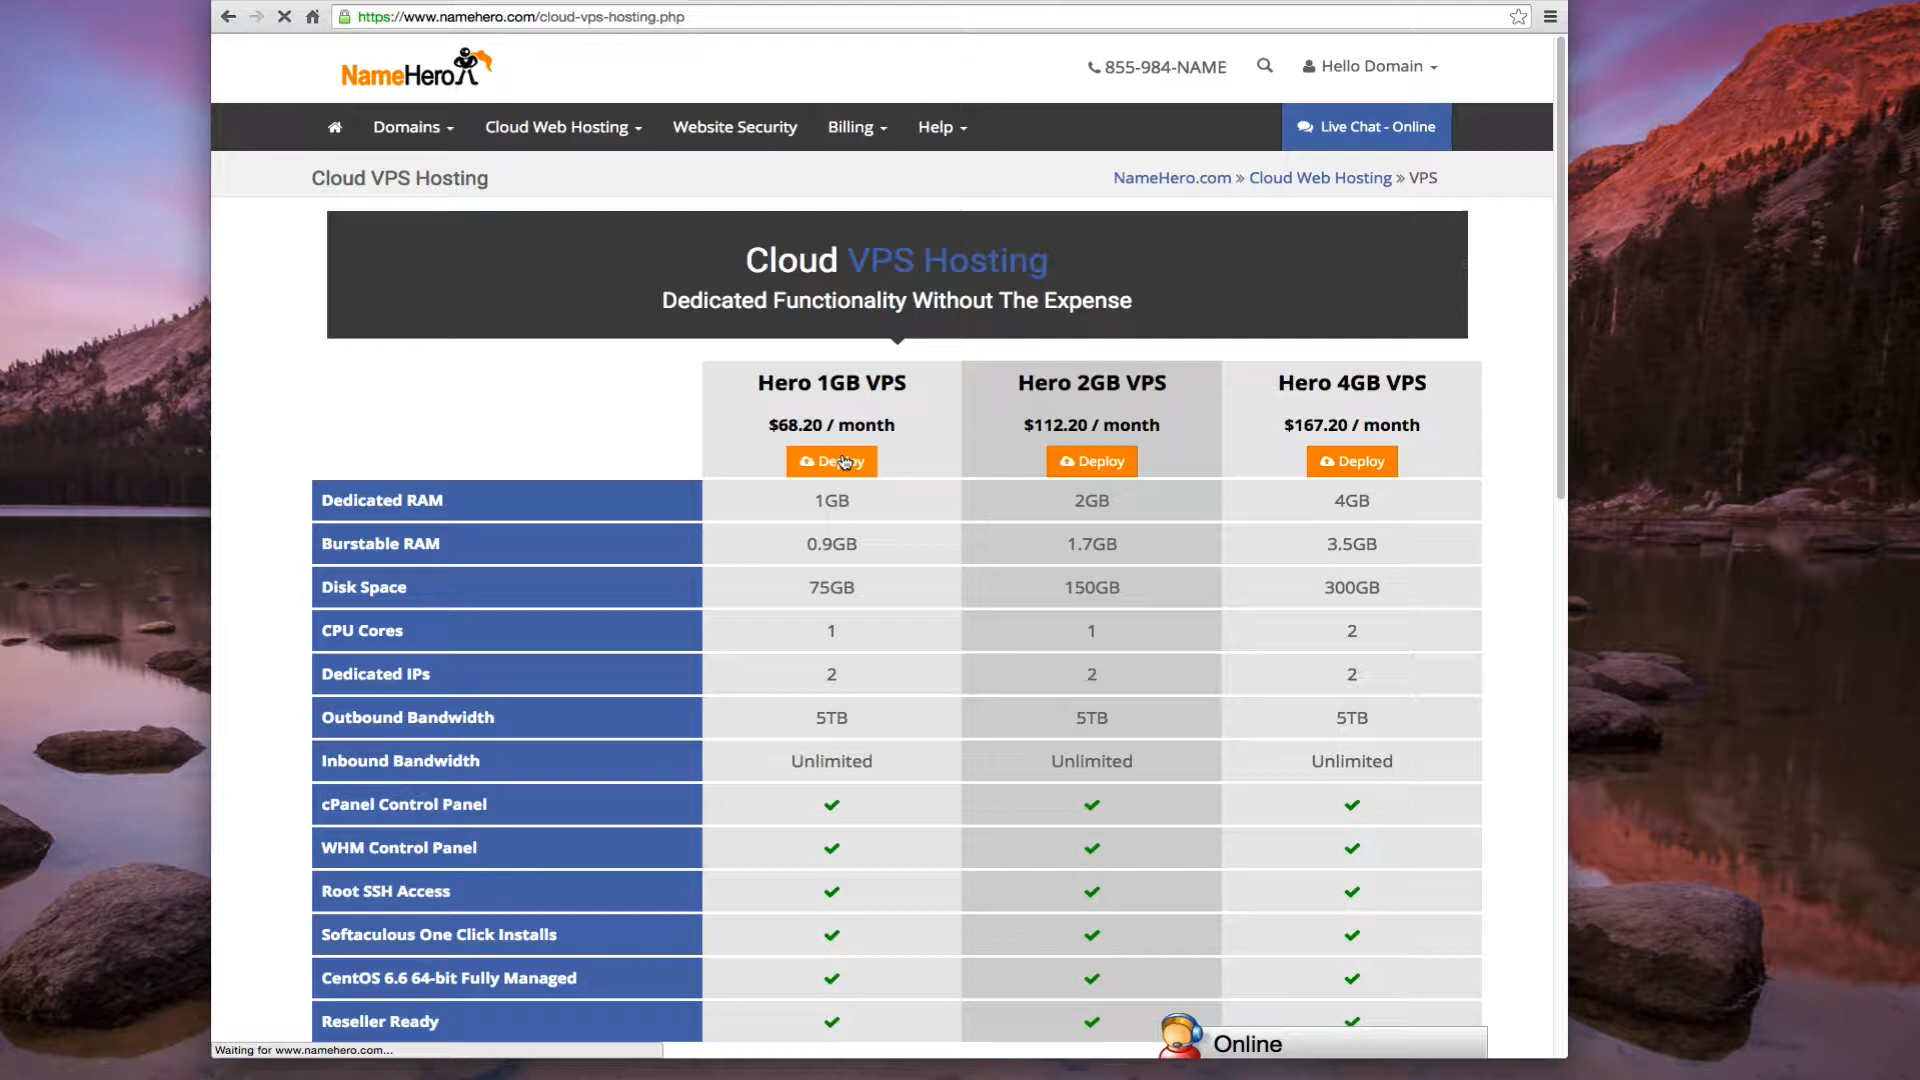 https://www.namehero.com/cloud-vps-hosting.php
NameHero
855-984-NAME
Hello Domain
Domains
Cloud Web Hosting
Website Security
Billing
Help
Live Chat - Online
Cloud VPS Hosting
NameHero.com » Cloud Web Hosting » VPS
Cloud VPS Hosting
Dedicated Functionality Without The Expense
Hero 1GB VPS Hero 2GB VPS Hero 4GB VPS
$68.20 / month $112.20 / month $167.20 / month
Deploy Deploy Deploy
Dedicated RAM 1GB 2GB 4GB
Burstable RAM 0.9GB 1.7GB 3.5GB
Disk Space 75GB 150GB 300GB
CPU Cores 1 1 2
Dedicated IPs 2 2 2
Outbound Bandwidth 5TB 5TB 5TB
Inbound Bandwidth Unlimited Unlimited Unlimited
cPanel Control Panel
WHM Control Panel
Root SSH Access
Softaculous One Click Installs
CentOS 6.6 64-bit Fully Managed
Reseller Ready
Online
Waiting for www.namehero.com...